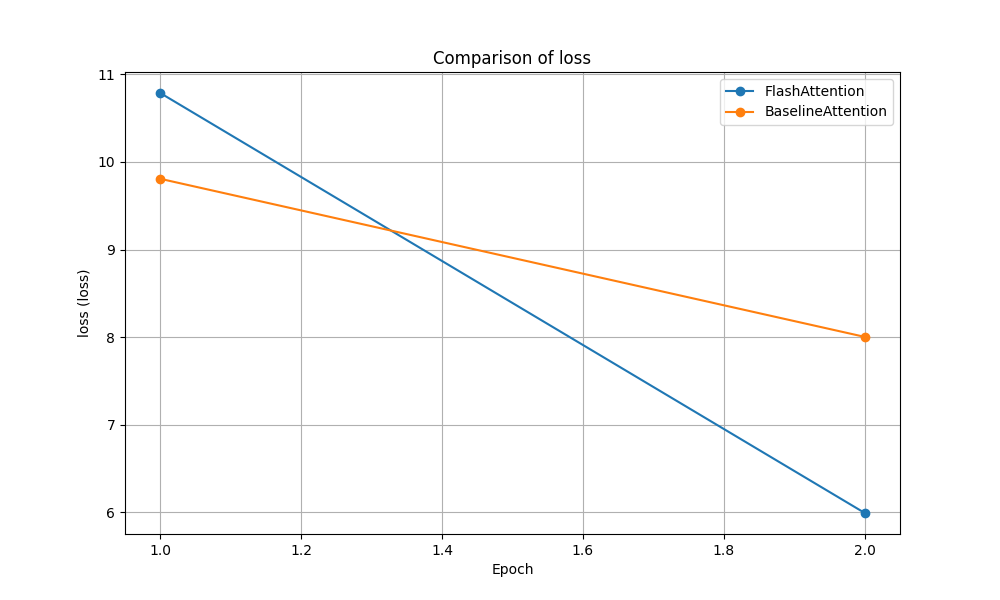 Comparison of loss
FlashAttention
BaselineAttention
11
10
9
8
7
6
loss (loss)
1.0 1.2 1.4 1.6 1.8 2.0
Epoch